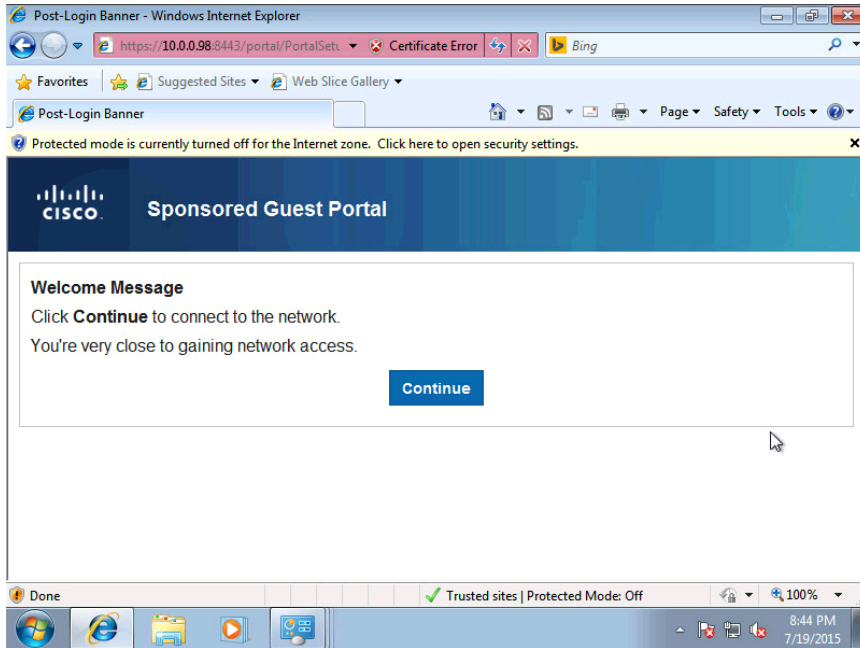 Post-Login Banner - Windows Internet Explorer
https://10.0.0.98:8443/portal/PortalSetu Certificate Error Bing
Favorites Suggested Sites Web Slice Gallery
Post-Login Banner Page Safety Tools
Protected mode is currently turned off for the Internet zone. Click here to open security settings.
CISCO. Sponsored Guest Portal
Welcome Message
Click Continue to connect to the network.
You're very close to gaining network access.
Continue
Done Trusted sites | Protected Mode: Off 100%
8:44 PM
7/19/2015